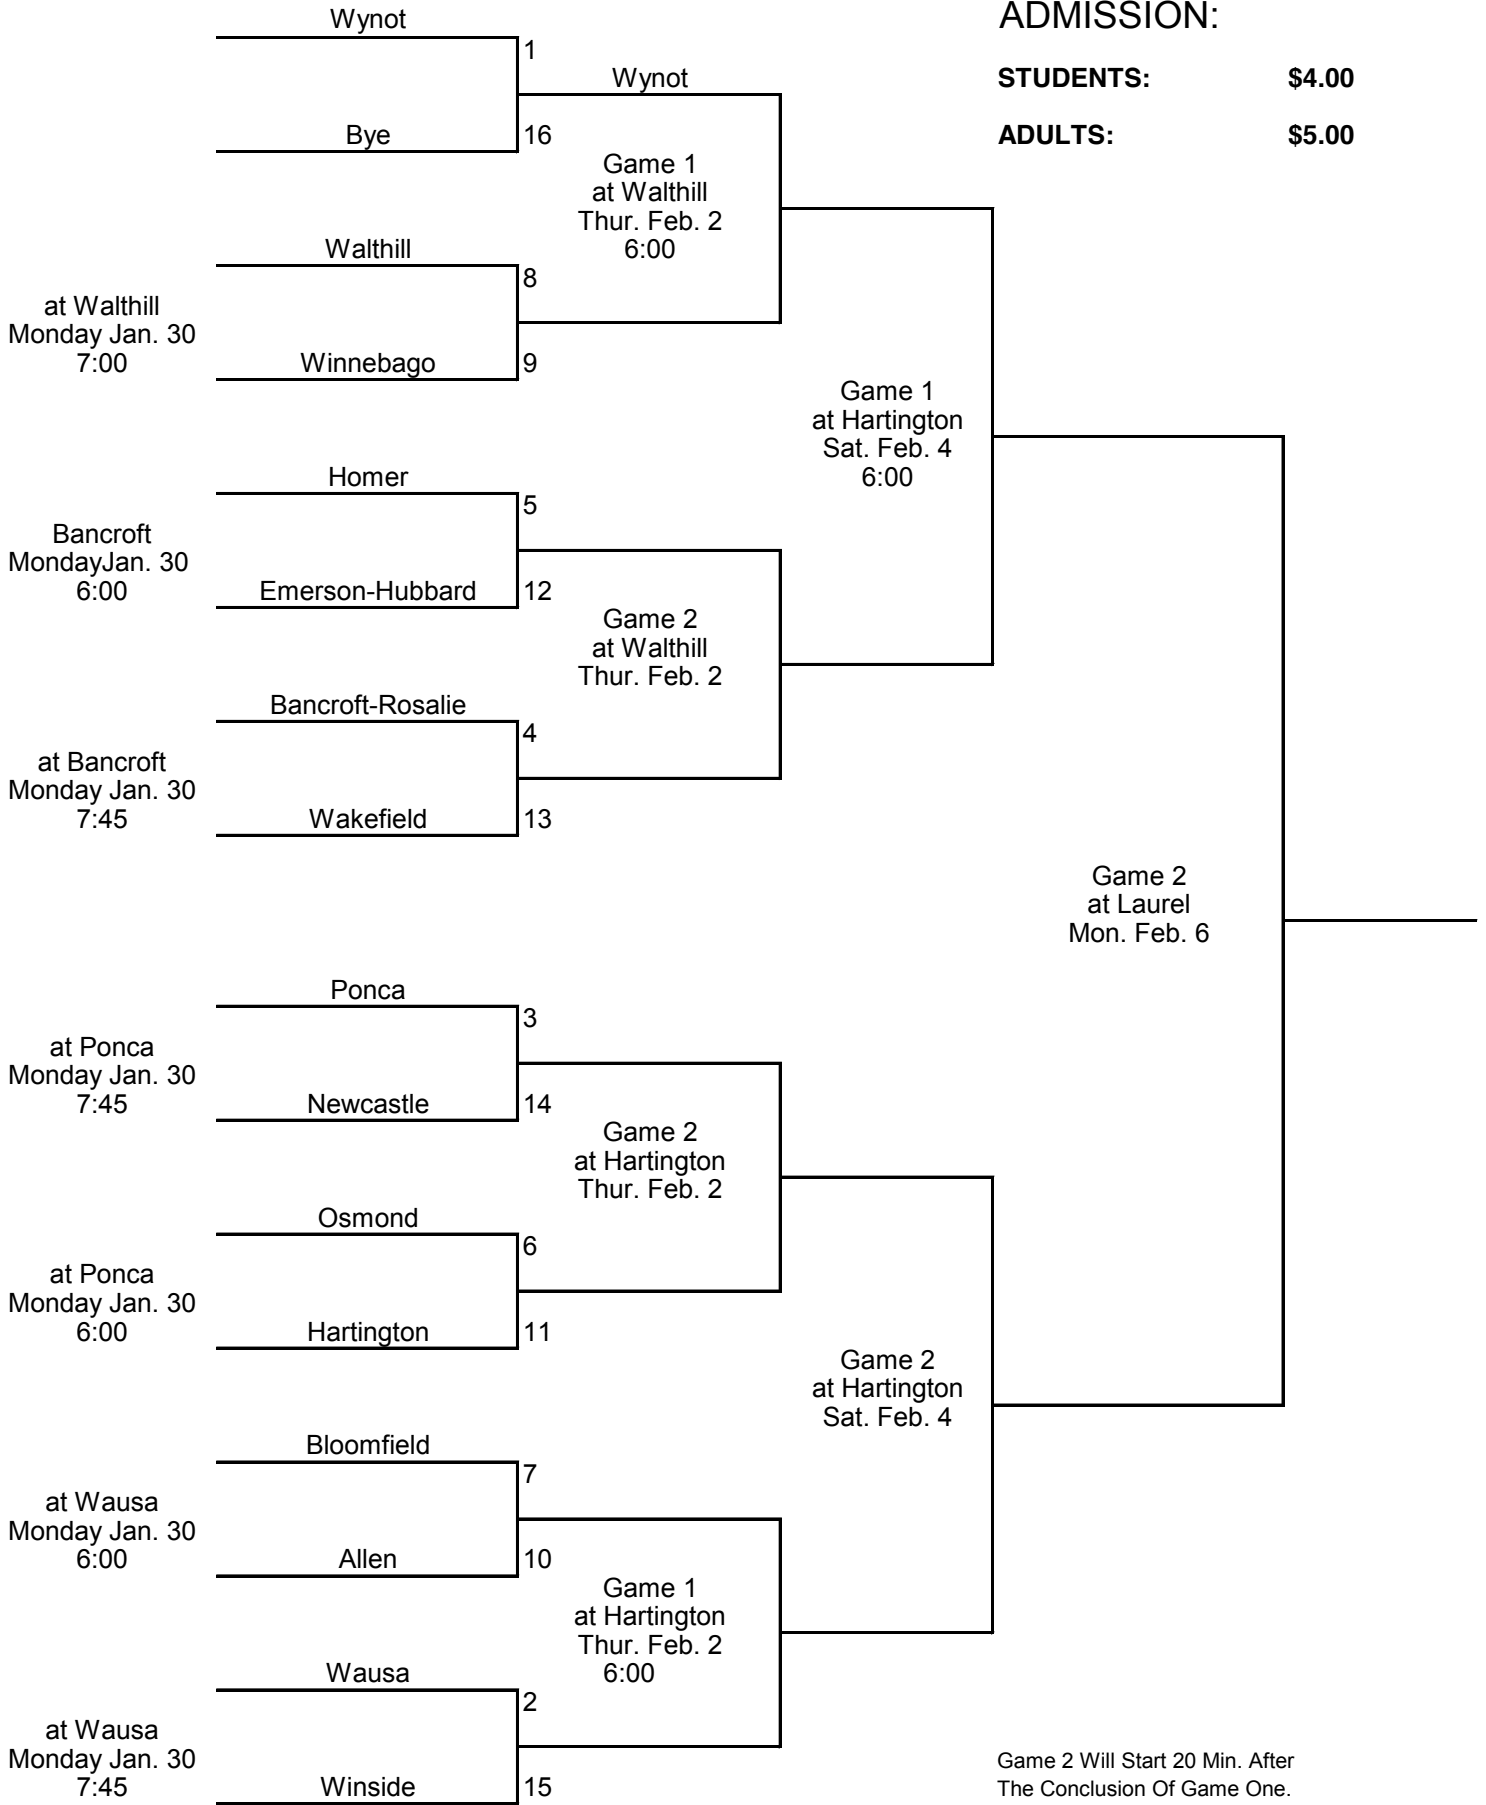 ADMISSION:
STUDENTS: $4.00
ADULTS: $5.00
Wynot
1
Wynot
Bye
16
Game 1
at Walthill
Thur. Feb. 2
6:00
Walthill
8
at Walthill
Monday Jan. 30
7:00
Winnebago
9
Game 1
at Hartington
Sat. Feb. 4
6:00
Homer
5
Bancroft
MondayJan. 30
6:00
Emerson-Hubbard
12
Game 2
at Walthill
Thur. Feb. 2
Bancroft-Rosalie
4
at Bancroft
Monday Jan. 30
7:45
Wakefield
13
Game 2
at Laurel
Mon. Feb. 6
Ponca
3
at Ponca
Monday Jan. 30
7:45
Newcastle
14
Game 2
at Hartington
Thur. Feb. 2
Osmond
6
at Ponca
Monday Jan. 30
6:00
Hartington
11
Game 2
at Hartington
Sat. Feb. 4
Bloomfield
7
at Wausa
Monday Jan. 30
6:00
Allen
10
Game 1
at Hartington
Thur. Feb. 2
6:00
Wausa
2
at Wausa
Monday Jan. 30
7:45
Winside
15
Game 2 Will Start 20 Min. After
The Conclusion Of Game One.